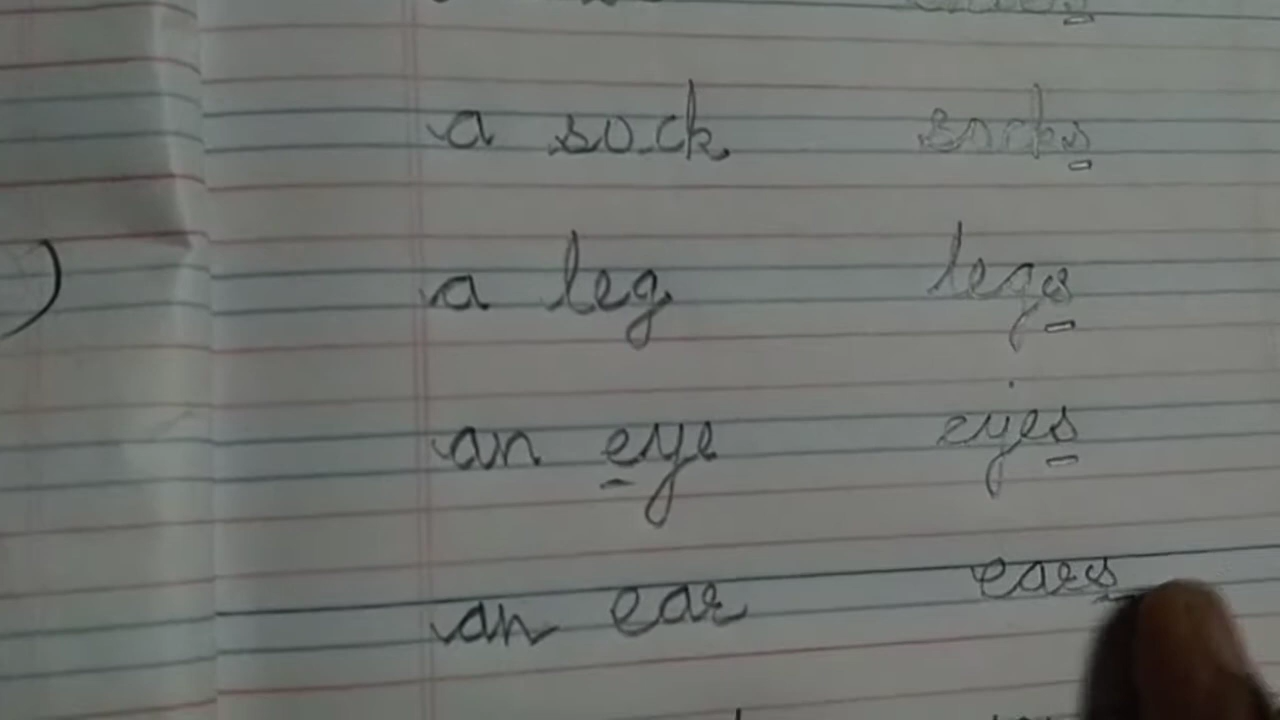 a sock socks
a leg legs
an eye eyes
an ear ears